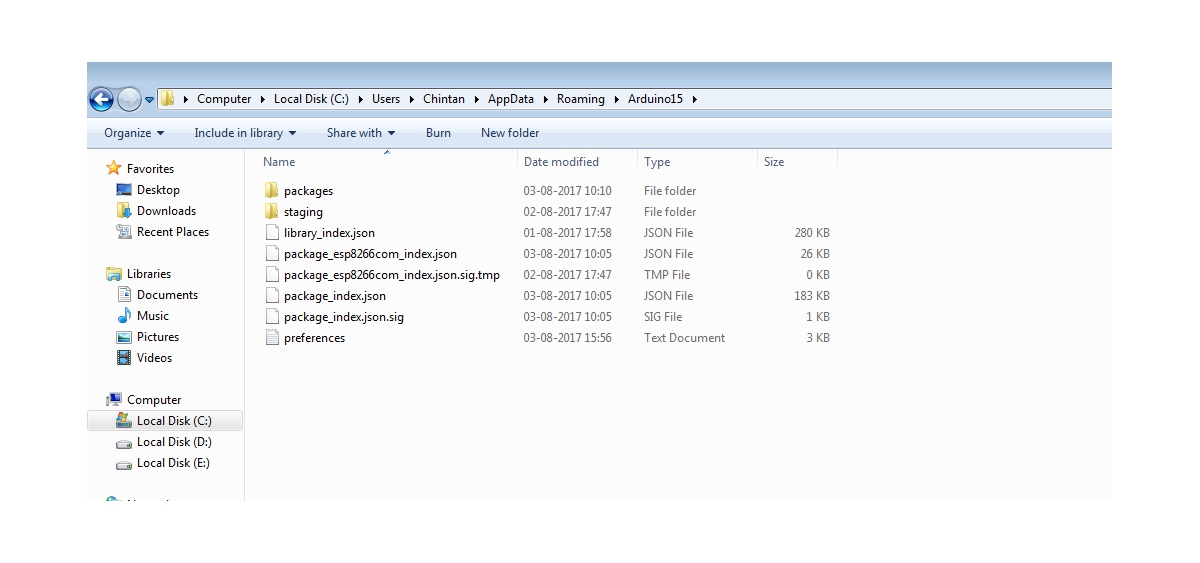 Computer Local Disk (C:) Users Chintan AppData Roaming Arduino15
Organize Include in library Share with Burn New folder
Favorites
Desktop
Downloads
Recent Places
Libraries
Documents
Music
Pictures
Videos
Computer
Local Disk (C:)
Local Disk (D:)
Local Disk (E:)
Name Date modified Type Size
packages 03-08-2017 10:10 File folder
staging 02-08-2017 17:47 File folder
library_index.json 01-08-2017 17:58 JSON File 280 KB
package_esp8266com_index.json 03-08-2017 10:05 JSON File 26 KB
package_esp8266com_index.json.sig.tmp 02-08-2017 17:47 TMP File 0 KB
package_index.json 03-08-2017 10:05 JSON File 183 KB
package_index.json.sig 03-08-2017 10:05 SIG File 1 KB
preferences 03-08-2017 15:56 Text Document 3 KB